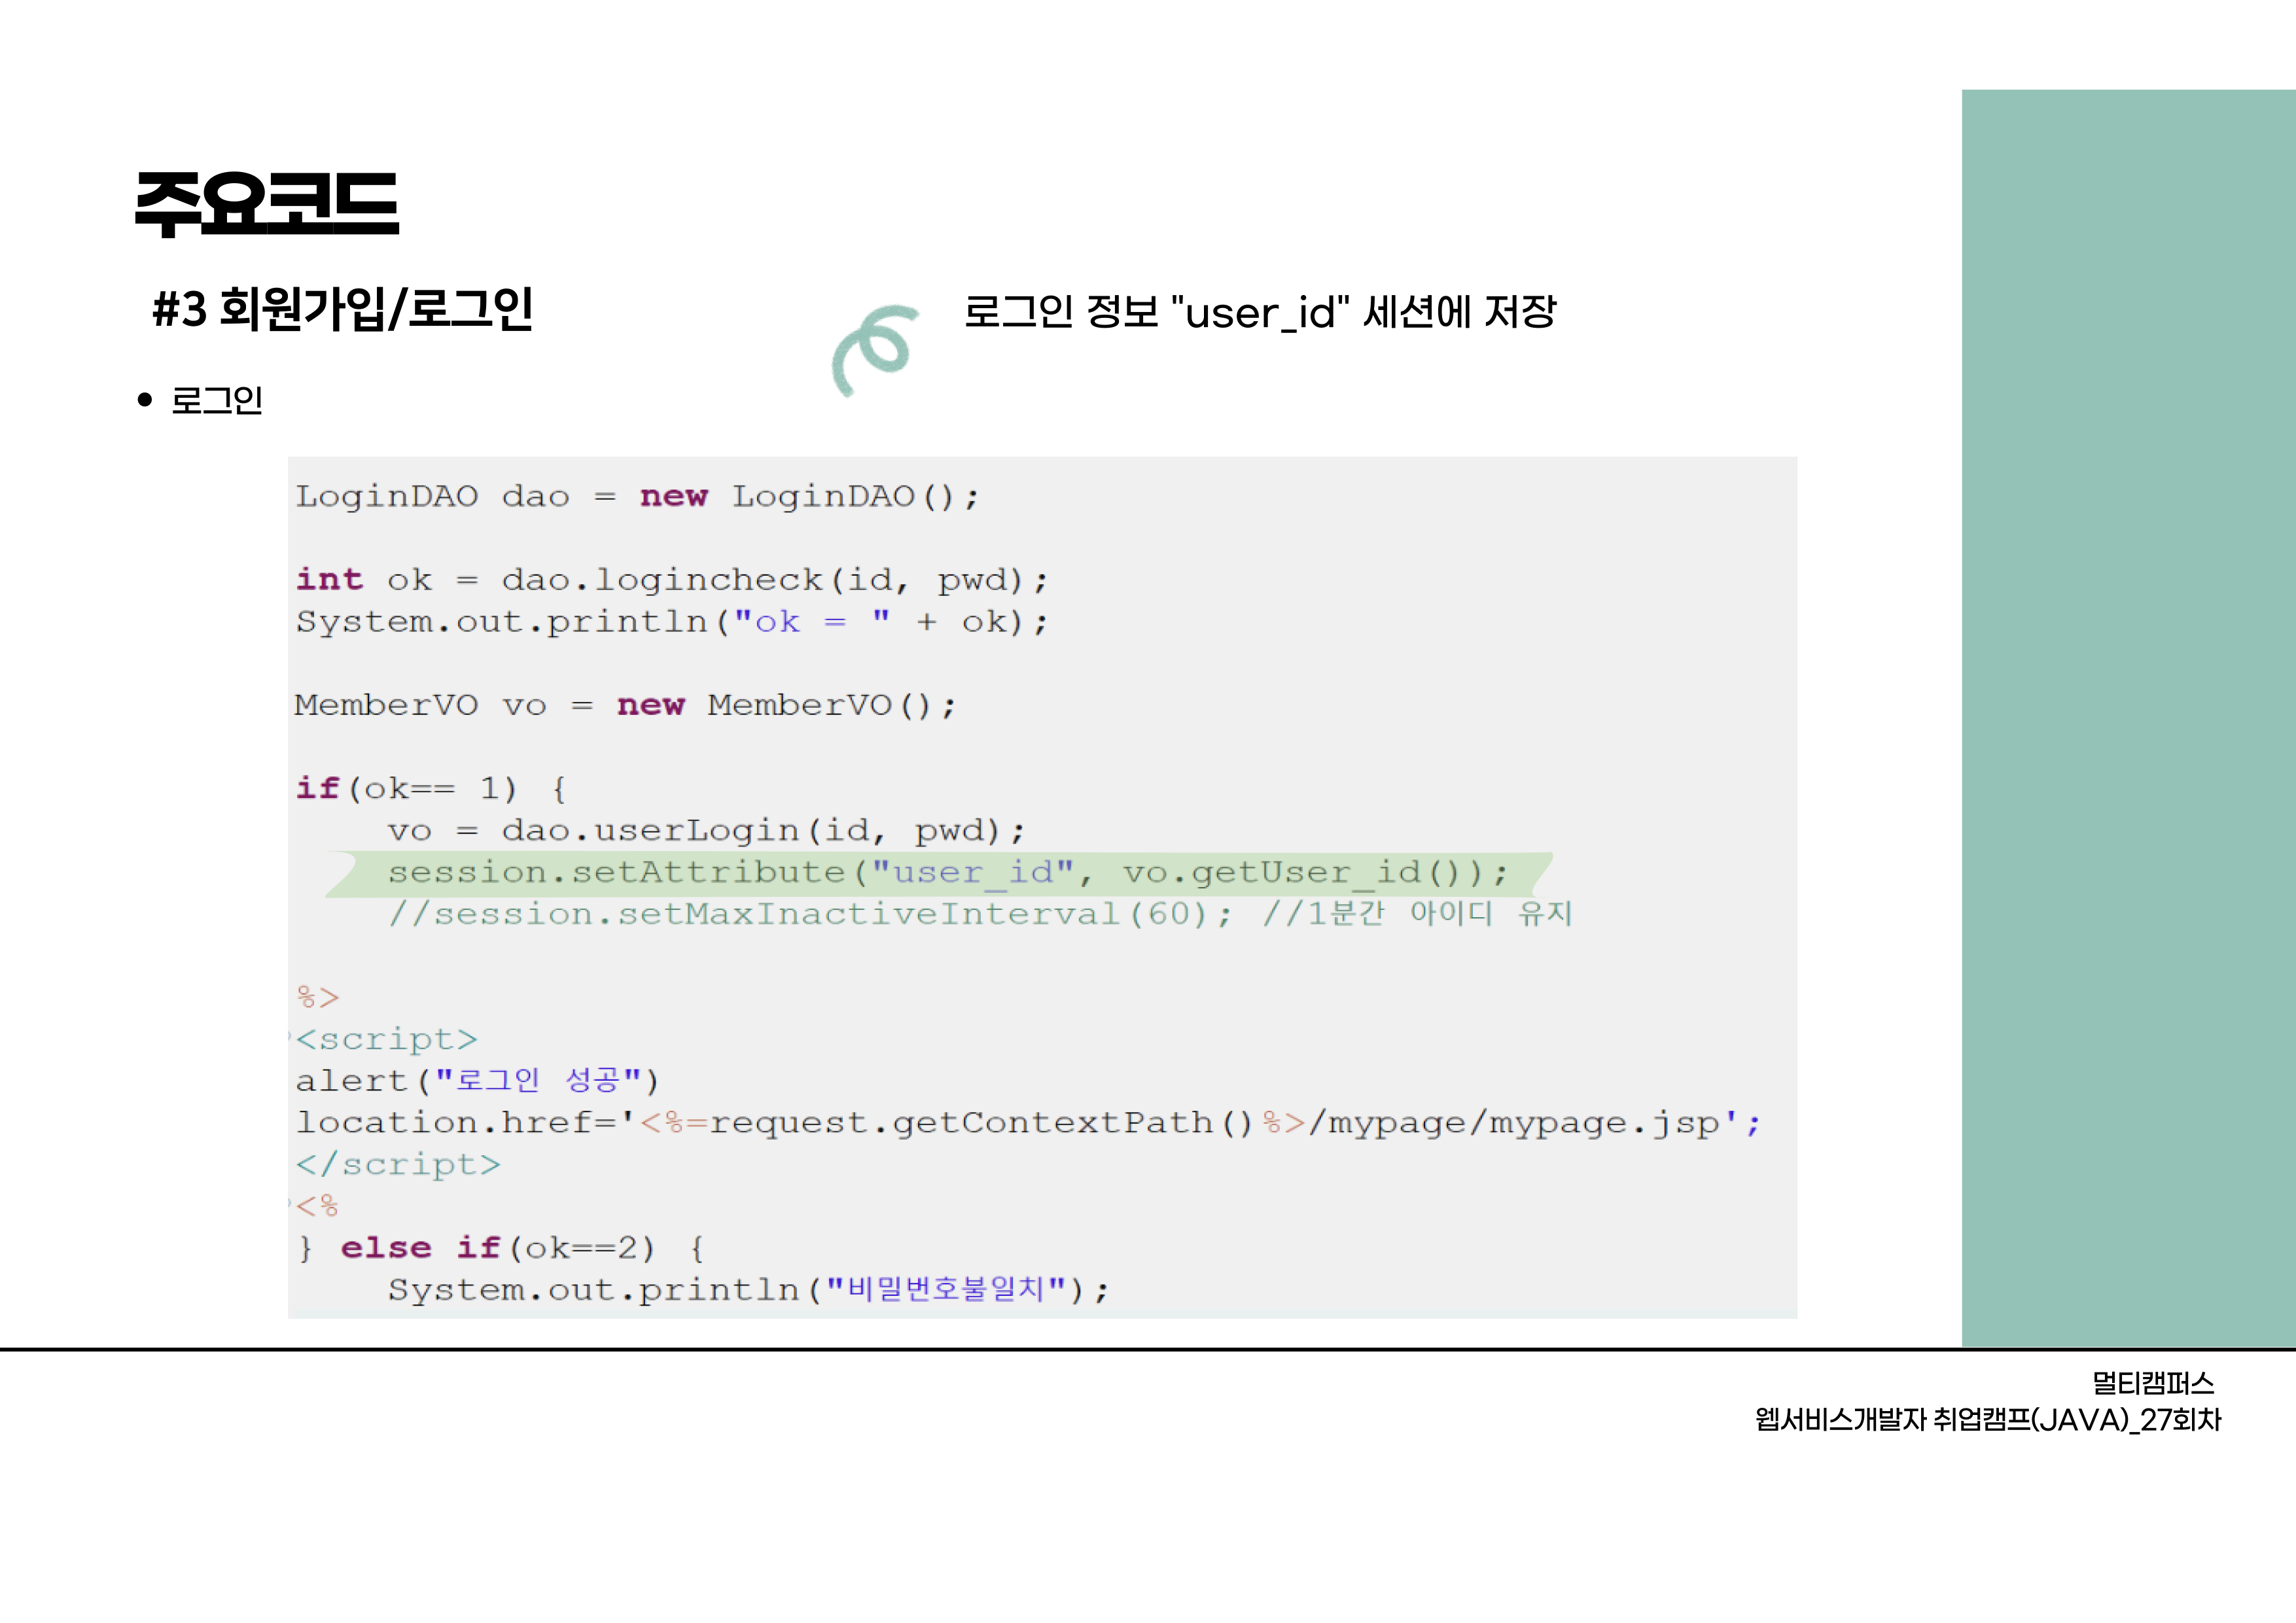 주요코드
#3 회원가입/로그인
로그인 정보 "user_id" 세션에 저장
• 로그인
LoginDAO dao = new LoginDAO();
int ok = dao.logincheck(id, pwd);
System.out.println("ok = " + ok);
MemberVO vo = new MemberVO();
if(ok== 1) {
vo = dao.userLogin(id, pwd);
session.setAttribute("user_id", vo.getUser_id());
//session.setMaxInactiveInterval(60); //1분간 아이디 유지
%>
<script>
alert("로그인 성공")
location.href='<%=request.getContextPath()%>/mypage/mypage.jsp';
</script>
<%
} else if(ok==2) {
System.out.println("비밀번호불일치");
멀티캠퍼스
웹서비스개발자 취업캠프(JAVA)_27회차